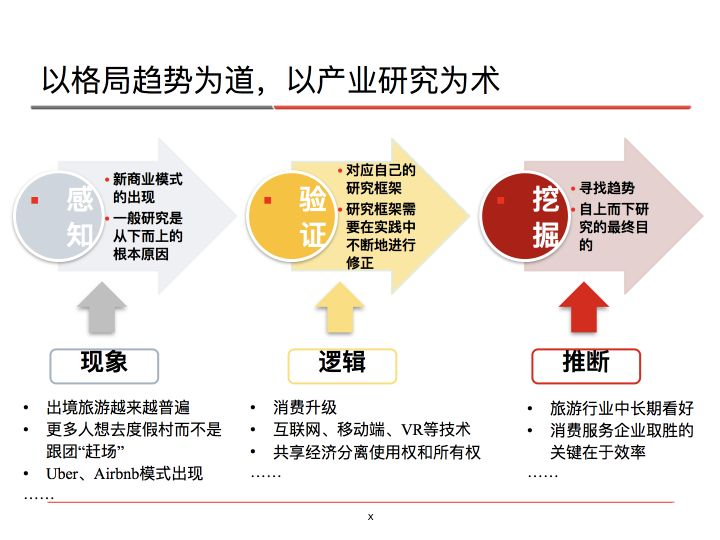 以格局趋势为道，以产业研究为术
感
知
• 新商业模式
的出现
• 一般研究是
从下而上的
根本原因
验
证
• 对应自己的
研究框架
• 研究框架需
要在实践中
不断地进行
修正
挖
掘
• 寻找趋势
• 自上而下研
究的最终目
的
现象
• 出境旅游越来越普遍
• 更多人想去度假村而不是
跟团“赶场”
• Uber、Airbnb模式出现
……
逻辑
• 消费升级
• 互联网、移动端、VR等技术
• 共享经济分离使用权和所有权
……
推断
• 旅游行业中长期看好
• 消费服务企业取胜的
关键在于效率
……
x